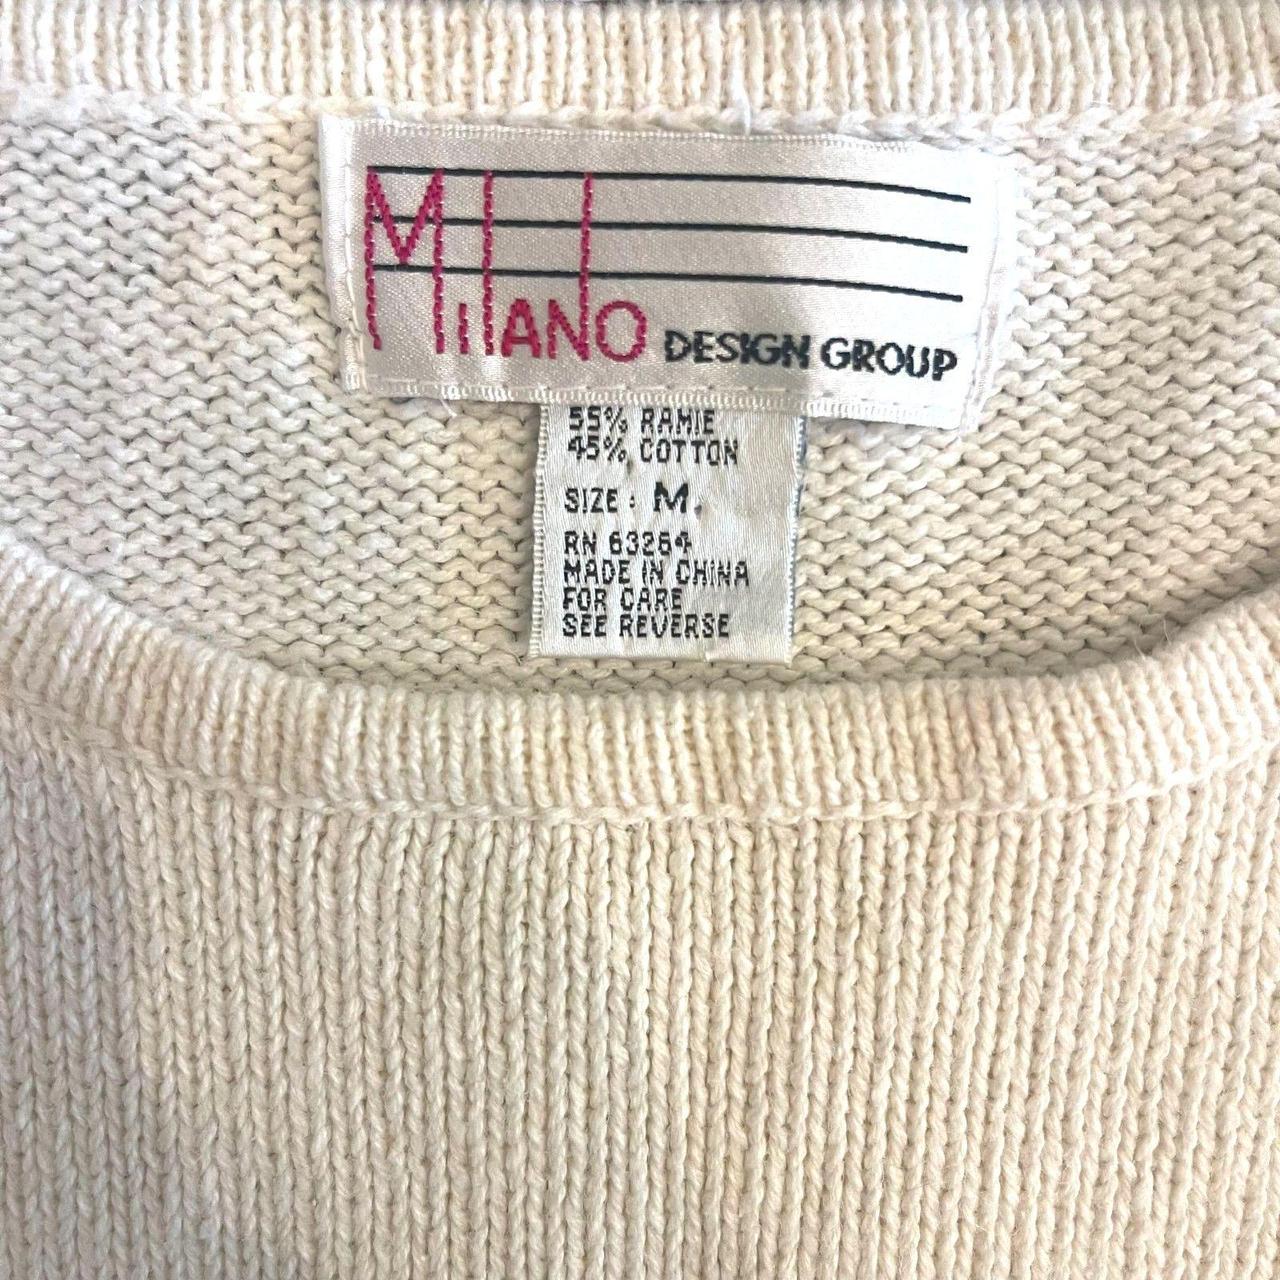 MilANO DESIGN GROUP
55% RAMIE
45% COTTON
SIZE : M.
RN 63264
MADE IN CHINA
FOR CARE
SEE REVERSE